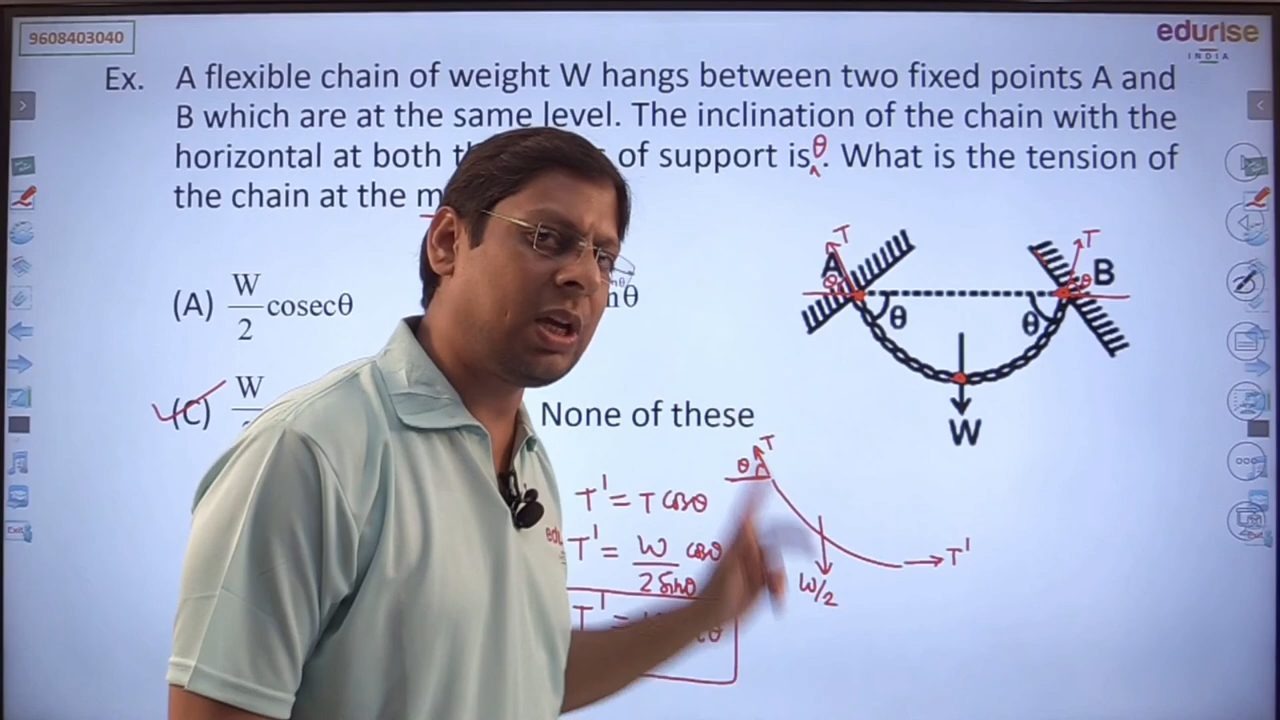 9608403040
edurise
INDIA
Ex. A flexible chain of weight W hangs between two fixed points A and
B which are at the same level. The inclination of the chain with the
horizontal at both of support is θ. What is the tension of
the chain at the
(A) W/2 cosecθ
θ
(C) W
None of these
T
T
A
B
θ
θ
θ
θ
W
T' = T cosθ
T' = W/2 sinθ cosθ
T' =
θ
T
θ
W/2
T'